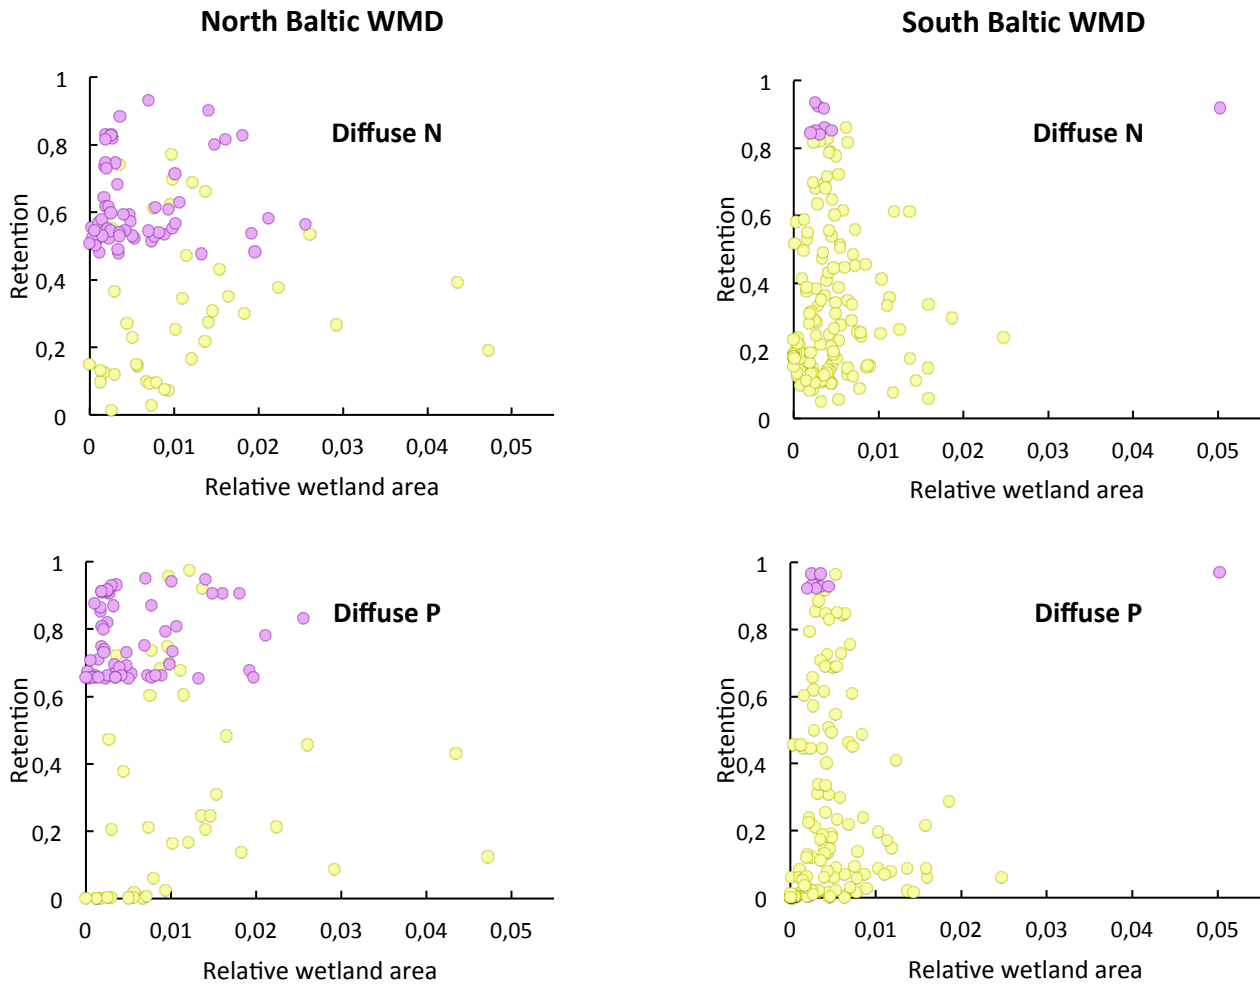 North Baltic WMD
South Baltic WMD
1
0,8
0,6
0,4
0,2
0
Retention
Diffuse N
0 0,01 0,02 0,03 0,04 0,05
Relative wetland area
1
0,8
0,6
0,4
0,2
0
Retention
Diffuse N
0 0,01 0,02 0,03 0,04 0,05
Relative wetland area
1
0,8
0,6
0,4
0,2
0
Retention
Diffuse P
0 0,01 0,02 0,03 0,04 0,05
Relative wetland area
1
0,8
0,6
0,4
0,2
0
Retention
Diffuse P
0 0,01 0,02 0,03 0,04 0,05
Relative wetland area